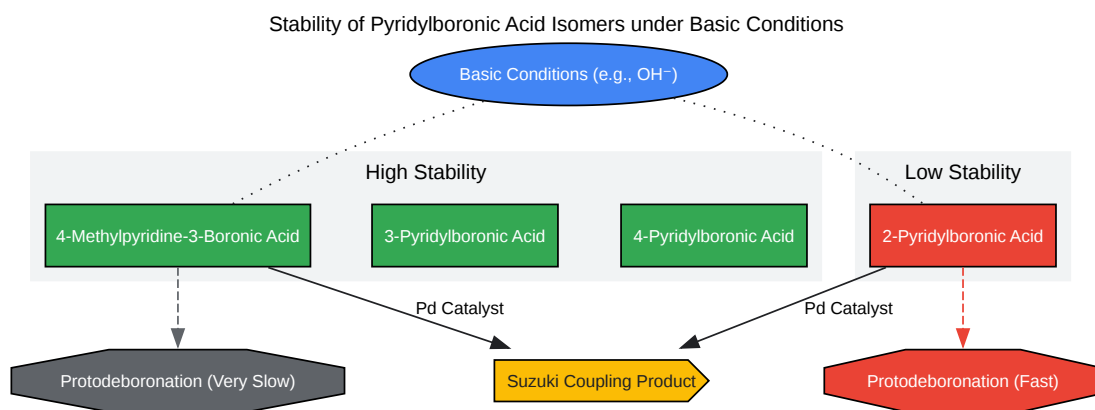 Stability of Pyridylboronic Acid Isomers under Basic Conditions
Basic Conditions (e.g., OH⁻)
High Stability
Low Stability
4-Methylpyridine-3-Boronic Acid
3-Pyridylboronic Acid
4-Pyridylboronic Acid
2-Pyridylboronic Acid
Pd Catalyst
Pd Catalyst
Protodeboronation (Very Slow)
Suzuki Coupling Product
Protodeboronation (Fast)